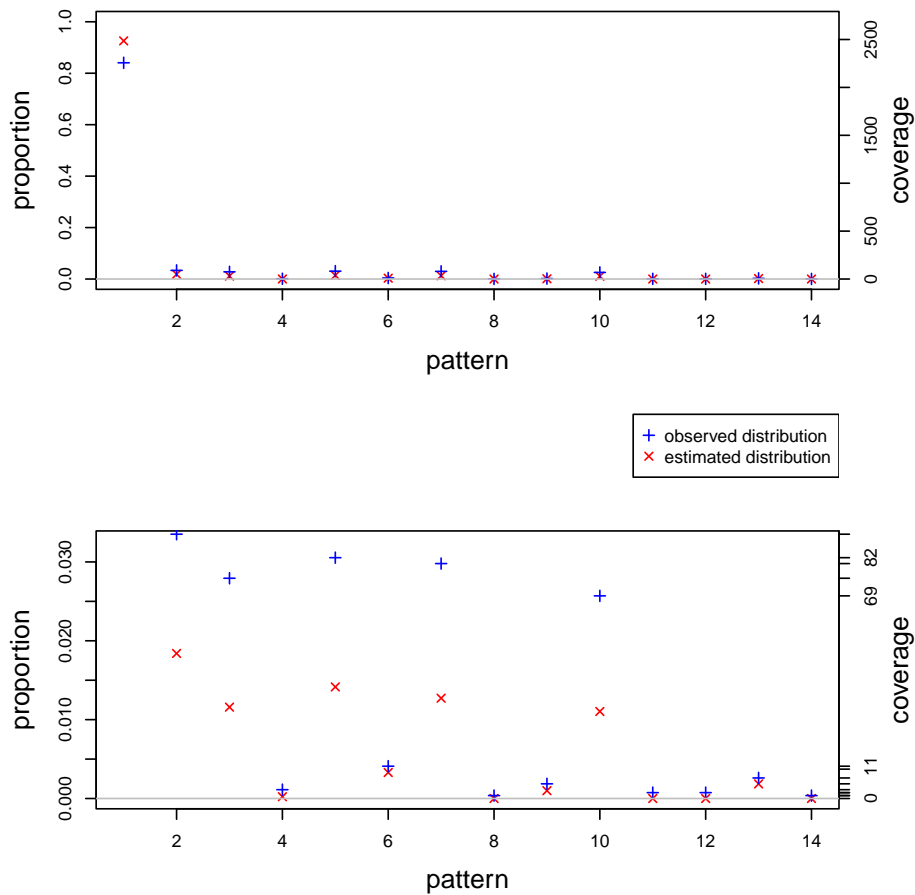 1.0
0.8
0.6
0.4
0.2
0.0
proportion
2500
1500
500
0
coverage
2 4 6 8 10 12 14
pattern
observed distribution
estimated distribution
0.030
0.020
0.010
0.000
proportion
82
69
11
0
coverage
2 4 6 8 10 12 14
pattern